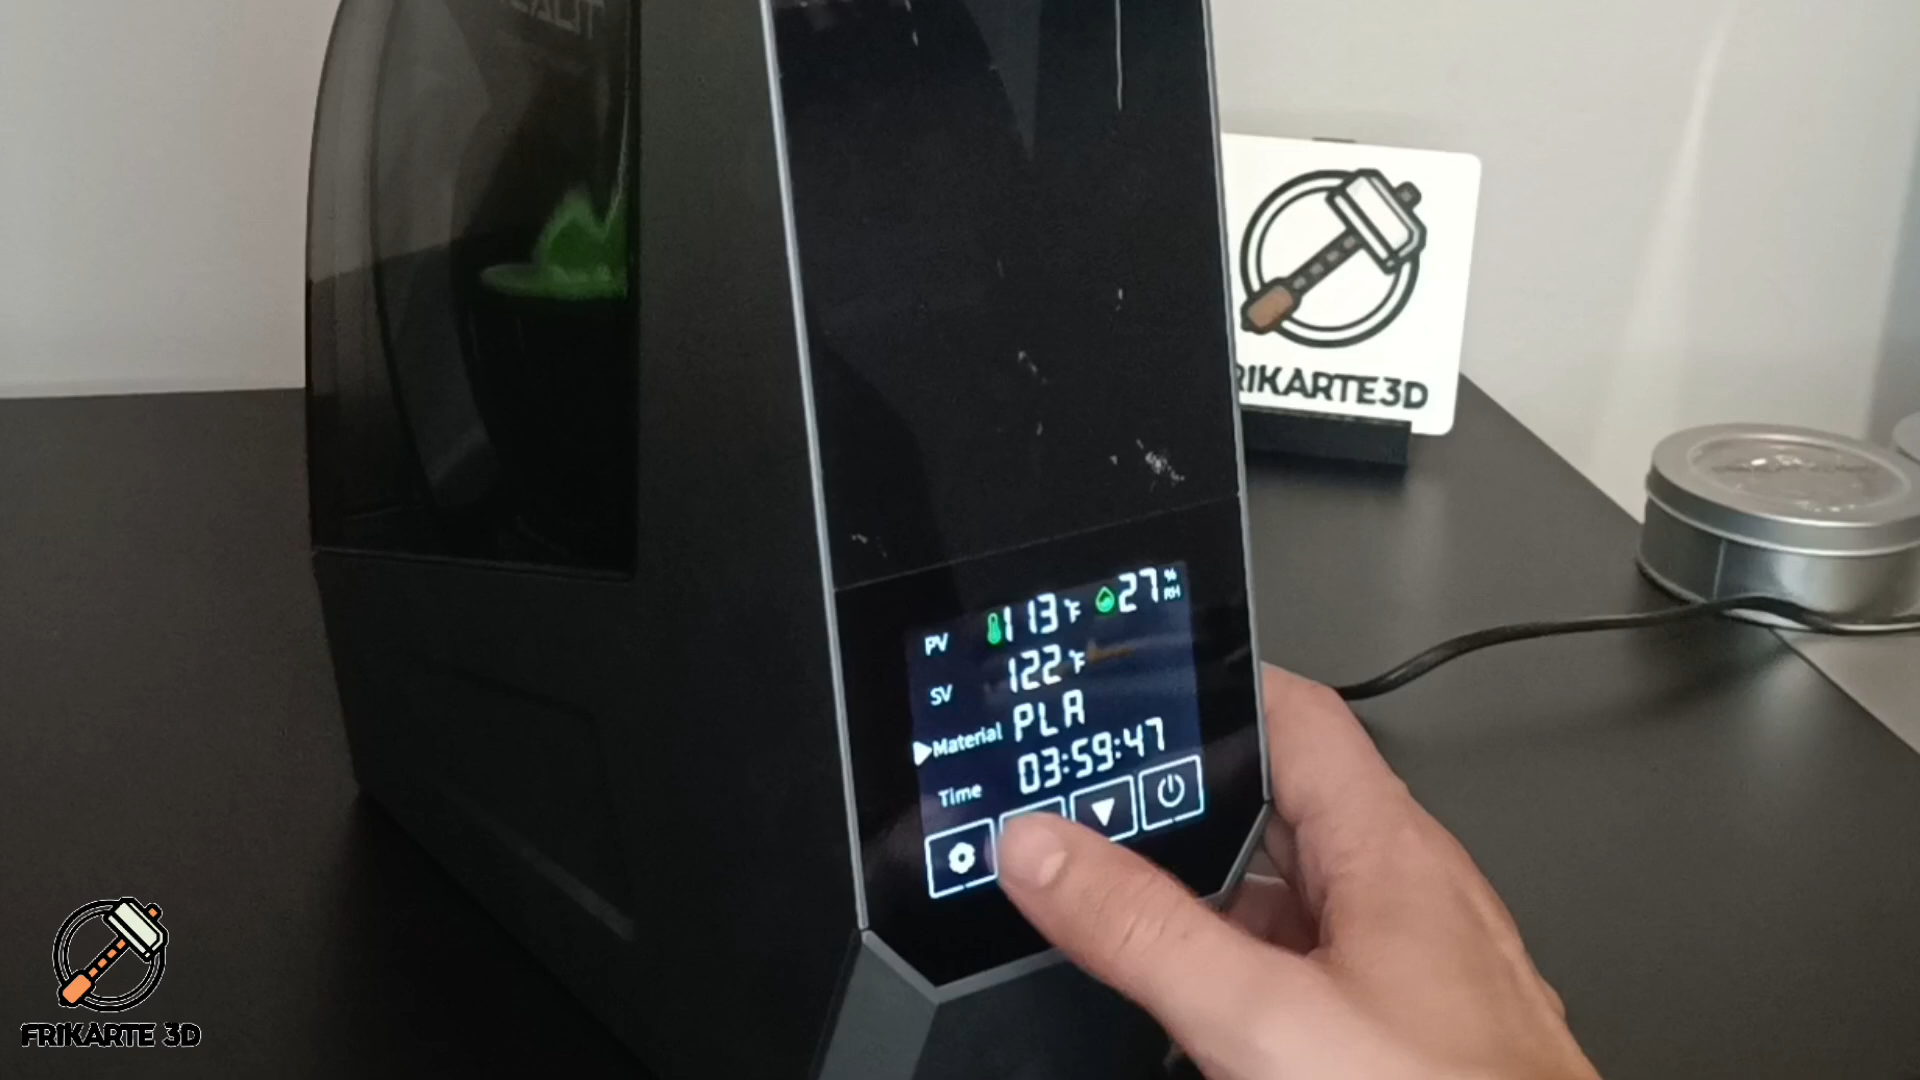 PV 113 °F 27 % RH
SV 122 °F
Material PLA
Time 03:59:47
RIKARTE3D
FRIKARTE 3D